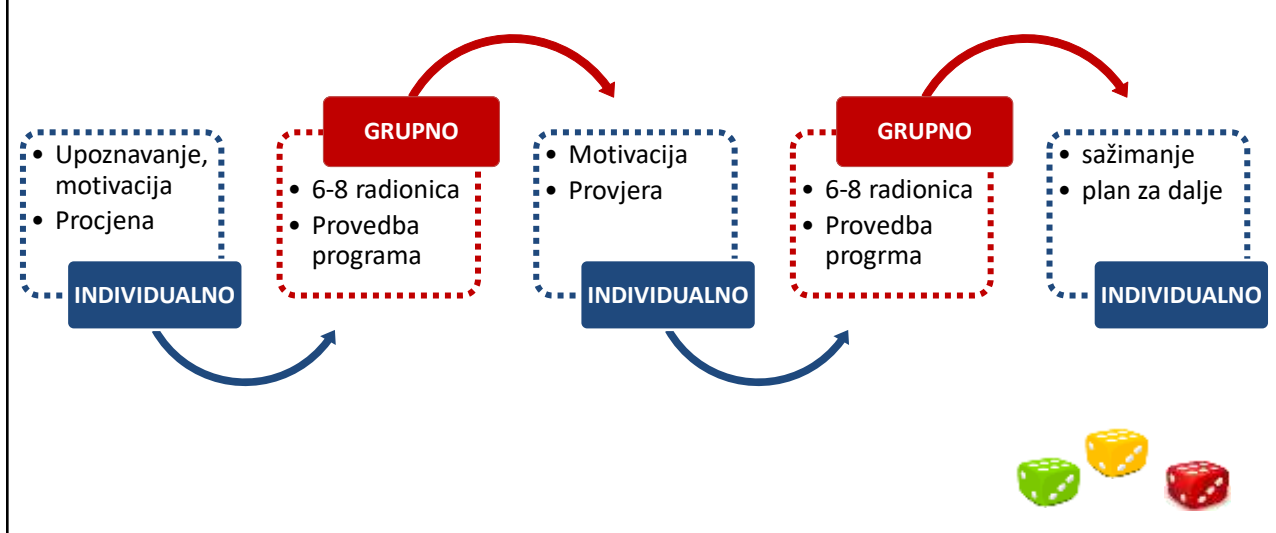 • Upoznavanje,
motivacija
• Procjena
INDIVIDUALNO
GRUPNO
• 6-8 radionica
• Provedba
programa
• Motivacija
• Provjera
INDIVIDUALNO
GRUPNO
• 6-8 radionica
• Provedba
progrma
• sažimanje
• plan za dalje
INDIVIDUALNO